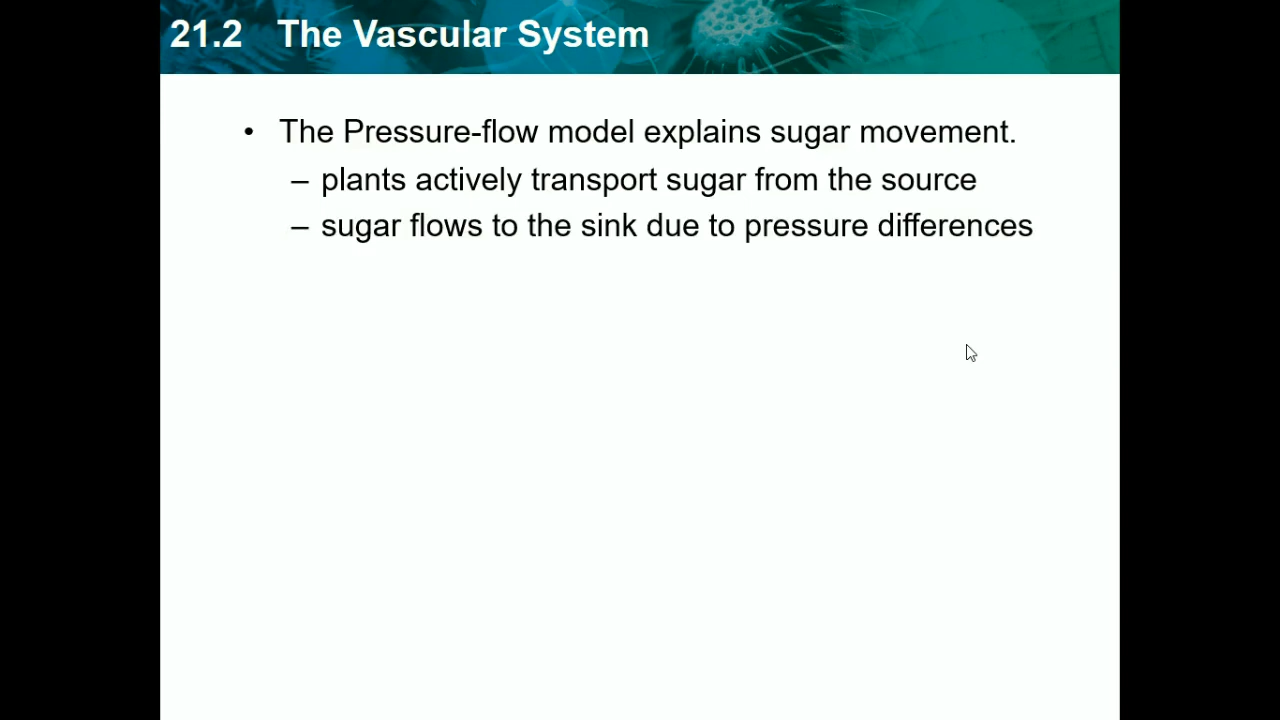 21.2 The Vascular System
• The Pressure-flow model explains sugar movement.
– plants actively transport sugar from the source
– sugar flows to the sink due to pressure differences